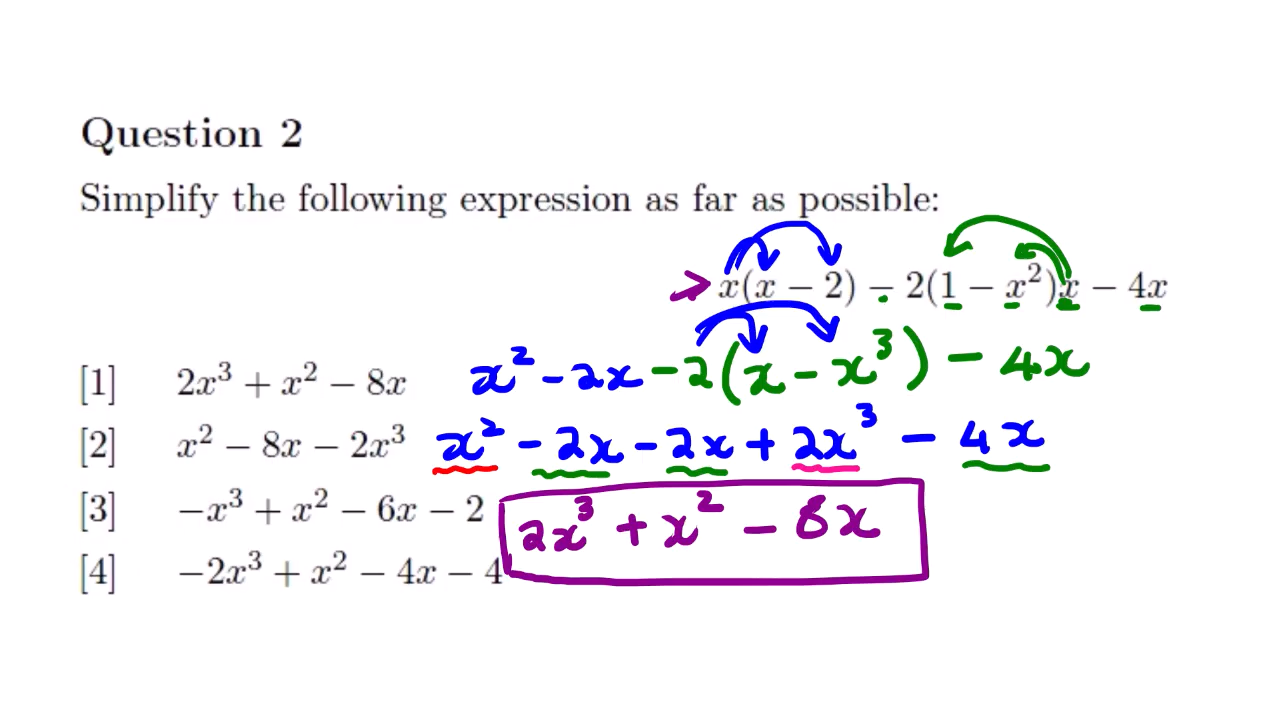 Question 2
Simplify the following expression as far as possible:
x(x − 2) − 2(1 − x²)x − 4x
x² − 2x − 2(x − x³) − 4x
[1] 2x³ + x² − 8x
[2] x² − 8x − 2x³
x² − 2x − 2x + 2x³ − 4x
[3] −x³ + x² − 6x − 2
2x³ + x² − 8x
[4] −2x³ + x² − 4x − 4